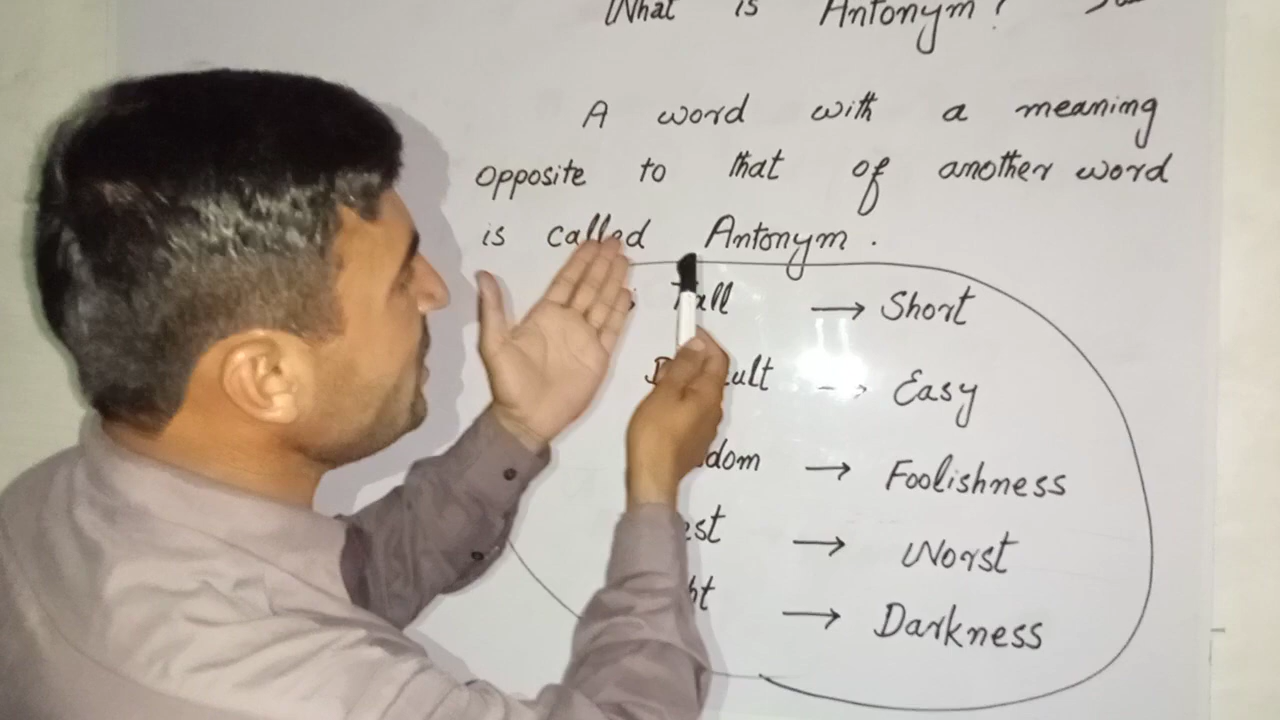 What is Antonym?
A word with a meaning
opposite to that of another word
is called Antonym.
Tall → Short
→ Easy
→ Foolishness
→ Worst
→ Darkness